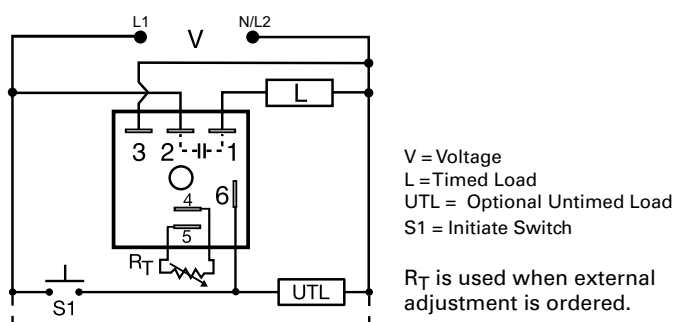 L1
V
N/L2
L
3
2
1
6
4
5
RT
S1
UTL
V = Voltage
L = Timed Load
UTL = Optional Untimed Load
S1 = Initiate Switch
RT is used when external
adjustment is ordered.